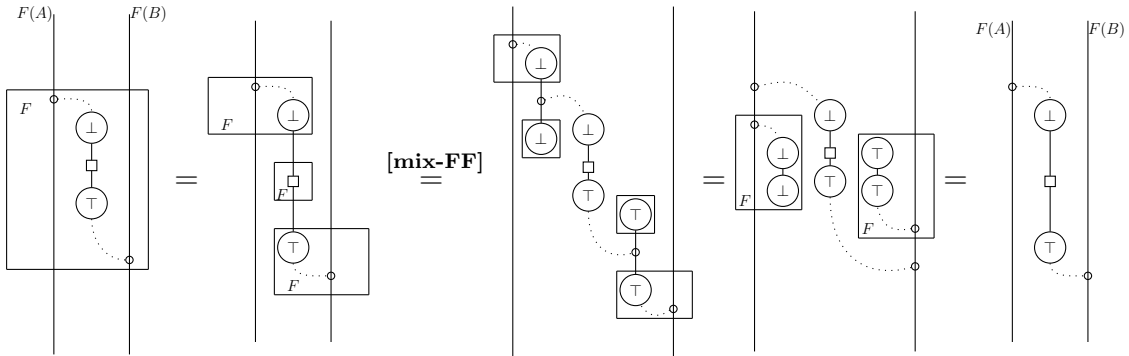 F(A) F(B) F(A) F(B)
⊥ ⊥ ⊥ ⊥ ⊥
F F ⊥ ⊥ ⊥ ⊤
= F = [mix-FF] = F ⊥ ⊤ ⊤ F =
⊤ ⊤ ⊤ ⊤ ⊤
F ⊤